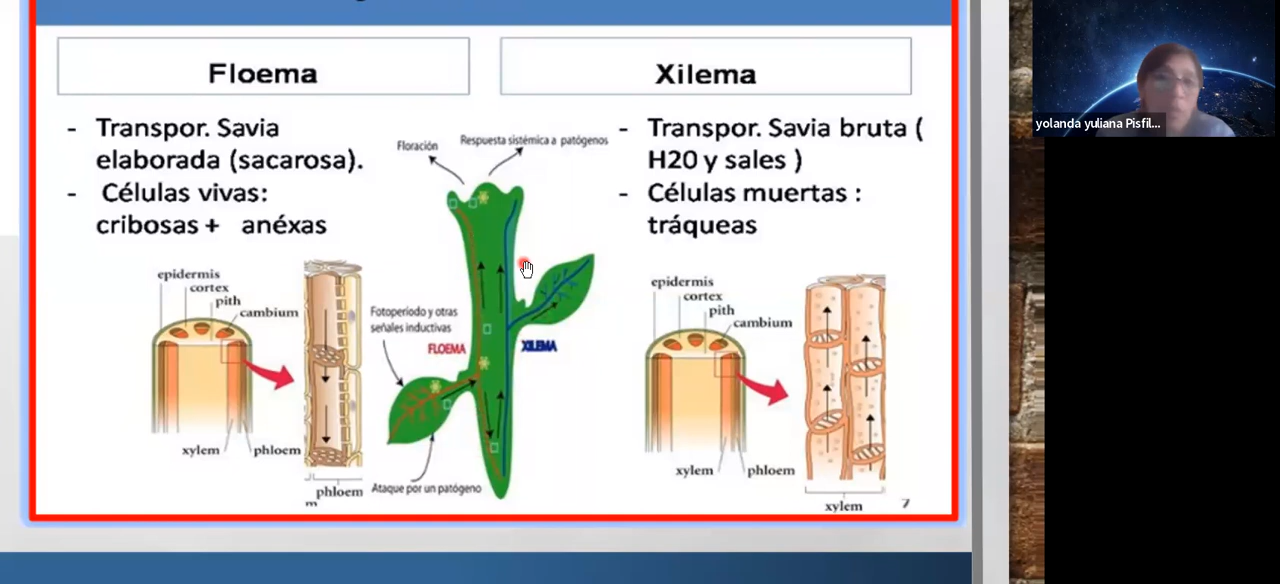 Floema
Xilema
- Transpor. Savia
elaborada (sacarosa).
- Células vivas:
cribosas + anéxas
- Transpor. Savia bruta (
H20 y sales )
- Células muertas :
tráqueas
Floración
Respuesta sistémica a patógenos
Fotoperíodo y otras
señales inductivas
FLOEMA
XILEMA
Ataque por un patógeno
epidermis
cortex
pith
cambium
xylem
phloem
phloem
m
epidermis
cortex
pith
cambium
xylem
phloem
xylem
7
yolanda yuliana Pisfil...